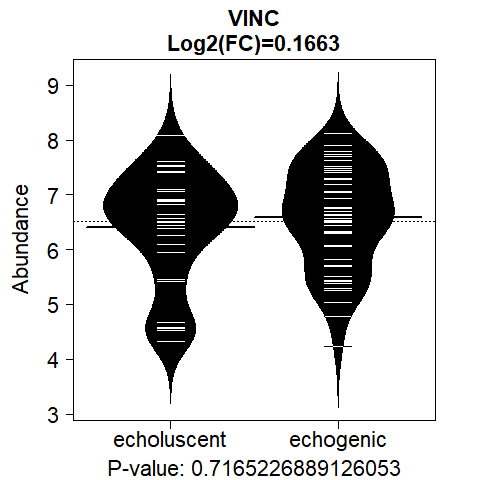 VINC
Log2(FC)=0.1663
9
8
7
6
5
4
3
Abundance
echoluscent echogenic
P-value: 0.7165226889126053